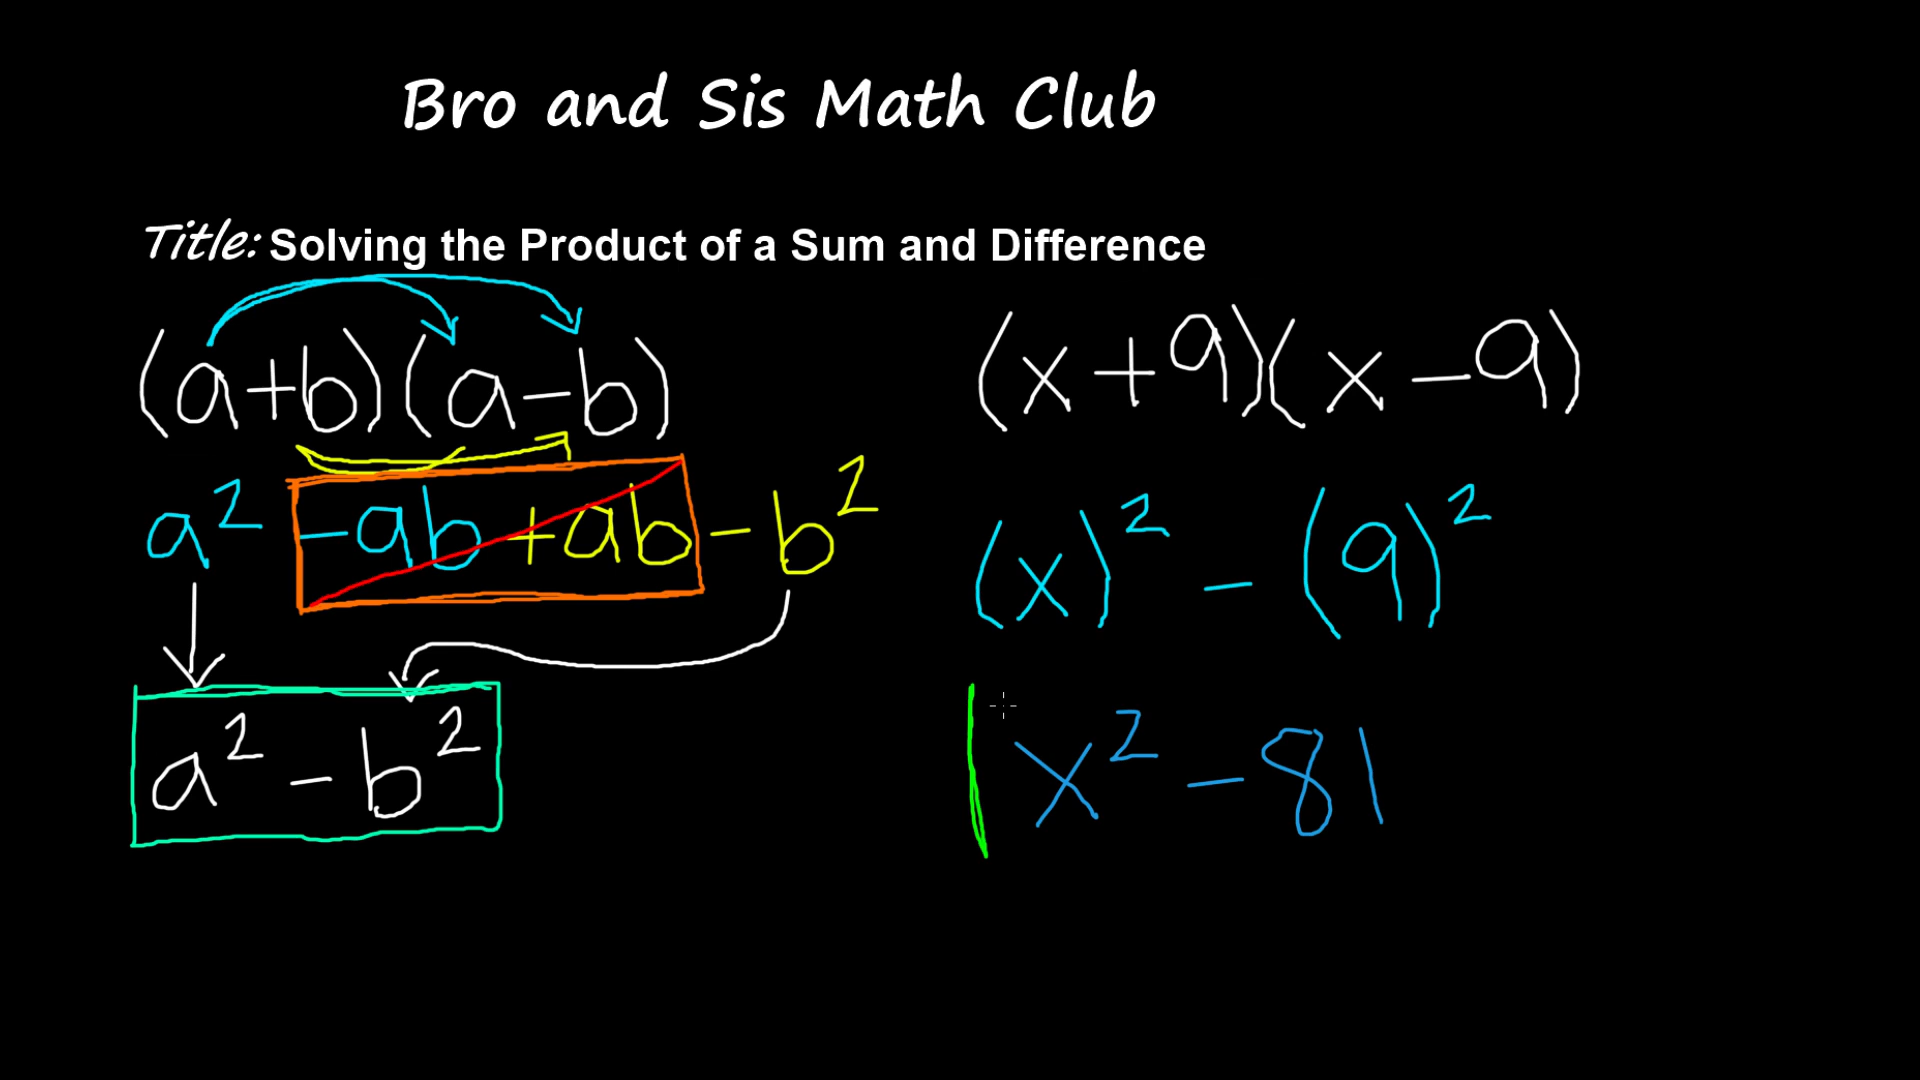 Bro and Sis Math Club
Title: Solving the Product of a Sum and Difference
(a+b)(a-b)
a² -ab +ab - b²
a² - b²
(x+9)(x-9)
(x)² - (9)²
x² - 81